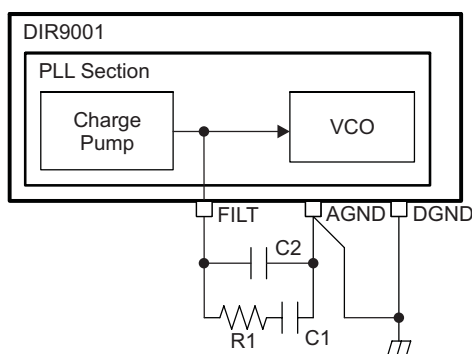 DIR9001
PLL Section
Charge
Pump
VCO
FILT
AGND
DGND
C2
R1
C1